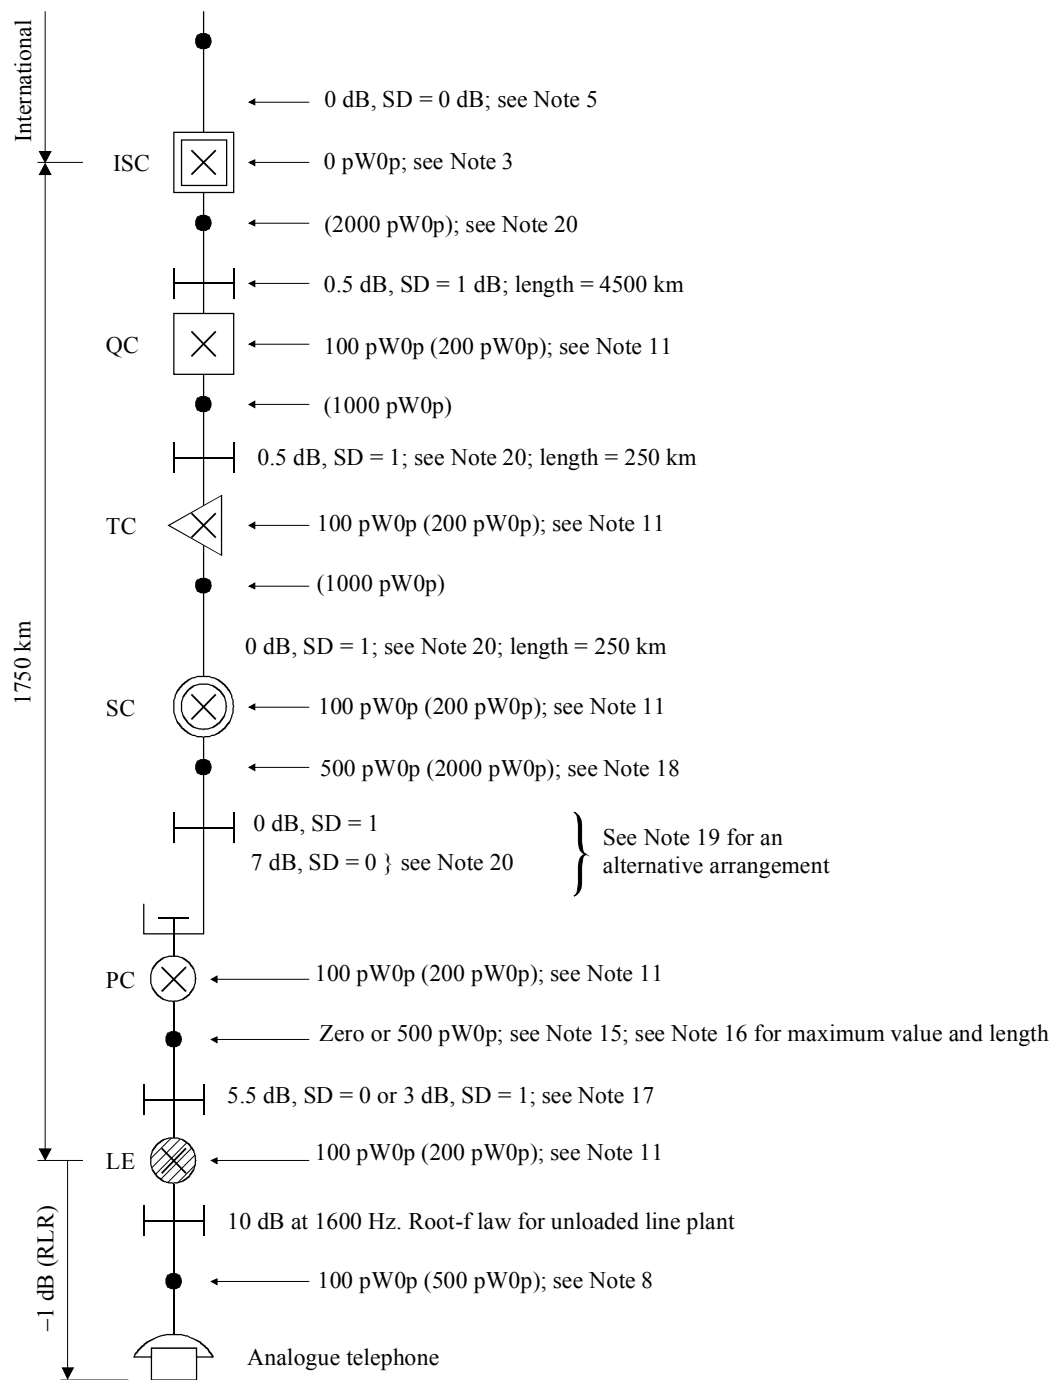 International
0 dB, SD = 0 dB; see Note 5
ISC
0 pW0p; see Note 3
(2000 pW0p); see Note 20
0.5 dB, SD = 1 dB; length = 4500 km
QC
100 pW0p (200 pW0p); see Note 11
(1000 pW0p)
0.5 dB, SD = 1; see Note 20; length = 250 km
TC
100 pW0p (200 pW0p); see Note 11
(1000 pW0p)
0 dB, SD = 1; see Note 20; length = 250 km
1750 km
SC
100 pW0p (200 pW0p); see Note 11
500 pW0p (2000 pW0p); see Note 18
0 dB, SD = 1
7 dB, SD = 0 } see Note 20
See Note 19 for an
alternative arrangement
PC
100 pW0p (200 pW0p); see Note 11
Zero or 500 pW0p; see Note 15; see Note 16 for maximum value and length
5.5 dB, SD = 0 or 3 dB, SD = 1; see Note 17
LE
100 pW0p (200 pW0p); see Note 11
10 dB at 1600 Hz. Root-f law for unloaded line plant
–1 dB (RLR)
100 pW0p (500 pW0p); see Note 8
Analogue telephone